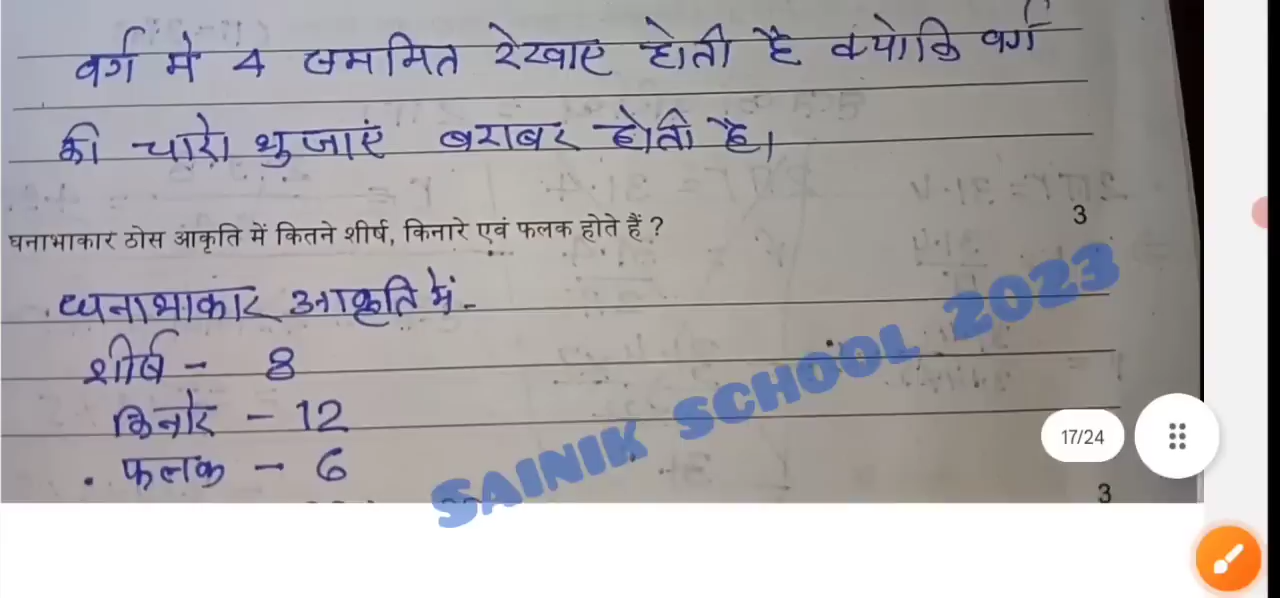 वर्ग मे 4 सममित रेखाए होती है क्योकि वर्ग
की चारो भुजाएं बराबर होती है।
3
घनाभाकार ठोस आकृति में कितने शीर्ष, किनारे एवं फलक होते हैं ?
घनाभाकार आकृति में -
शीर्ष - 8
किनारे - 12
फलक - 6
SAINIK SCHOOL 2023
17/24
3